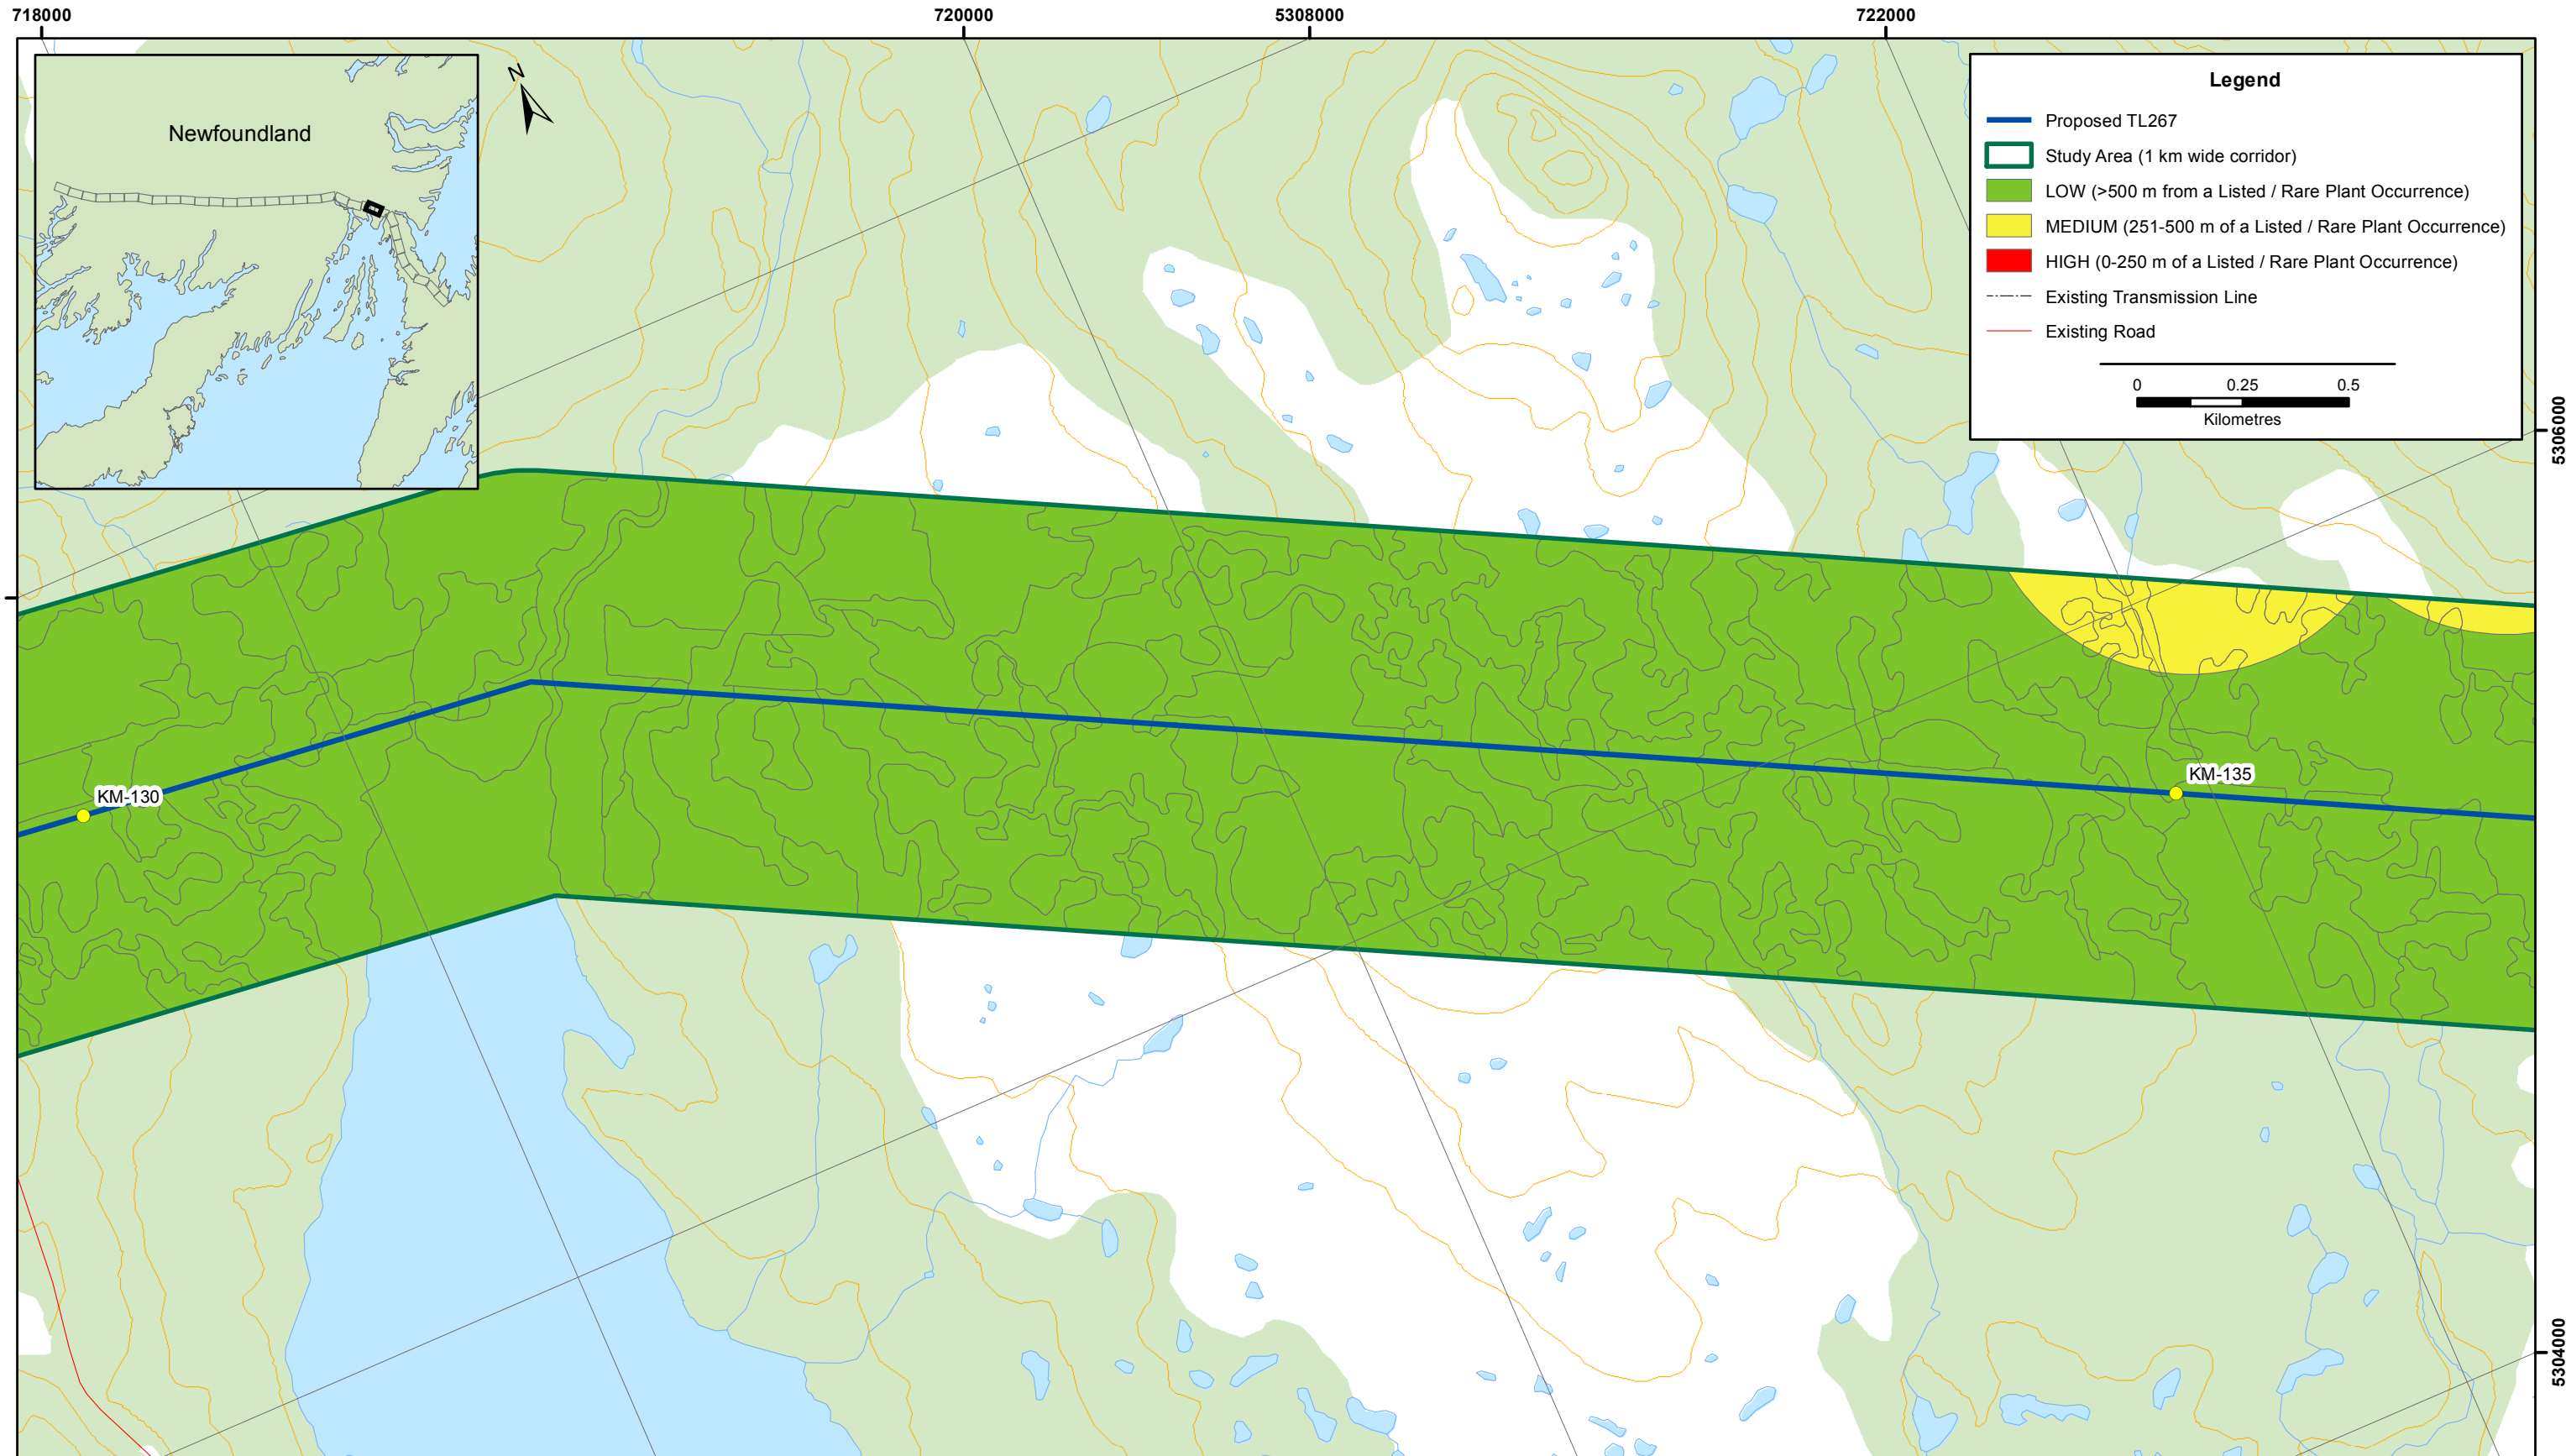 718000
720000
5308000
722000
Newfoundland
N
Legend
Proposed TL267
Study Area (1 km wide corridor)
LOW (>500 m from a Listed / Rare Plant Occurrence)
MEDIUM (251-500 m of a Listed / Rare Plant Occurrence)
HIGH (0-250 m of a Listed / Rare Plant Occurrence)
Existing Transmission Line
Existing Road
0 0.25 0.5
Kilometres
5306000
KM-130
KM-135
5304000